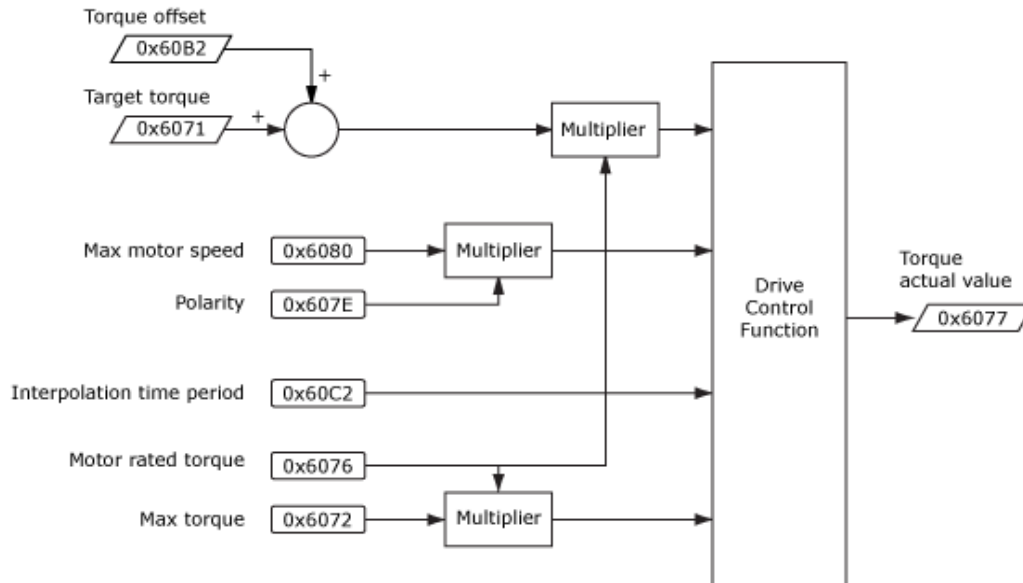 Torque offset
0x60B2
+
Target torque
+
0x6071
Multiplier
Max motor speed
0x6080
Multiplier
Polarity
0x607E
Drive
Control
Function
Torque
actual value
0x6077
Interpolation time period
0x60C2
Motor rated torque
0x6076
Max torque
0x6072
Multiplier